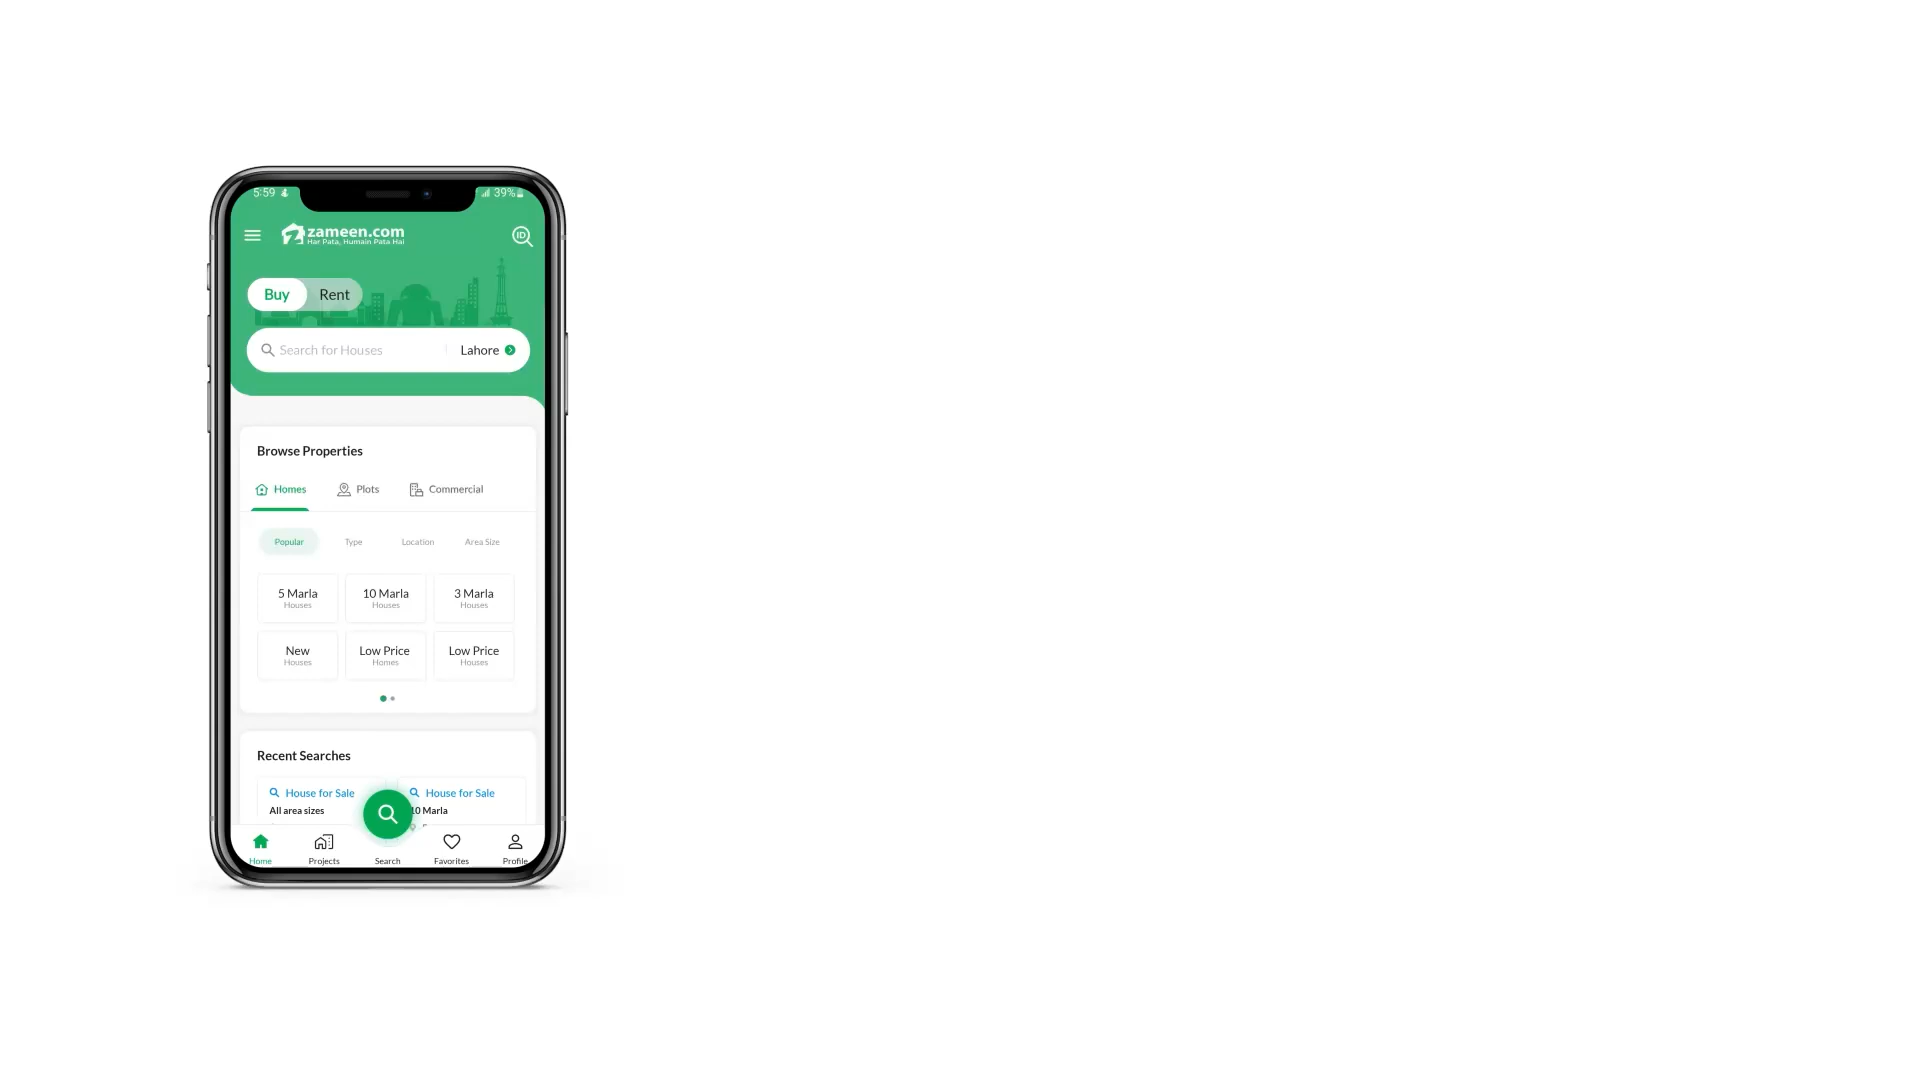 5:59 39%
zameen.com
Har Pata, Humain Pata Hai
ID
Buy Rent
Search for Houses Lahore
Browse Properties
Homes Plots Commercial
Popular Type Location Area Size
5 Marla 10 Marla 3 Marla
Houses Houses Houses
New Low Price Low Price
Houses Homes Houses
Recent Searches
House for Sale House for Sale
All area sizes 10 Marla
Home Projects Search Favorites Profile